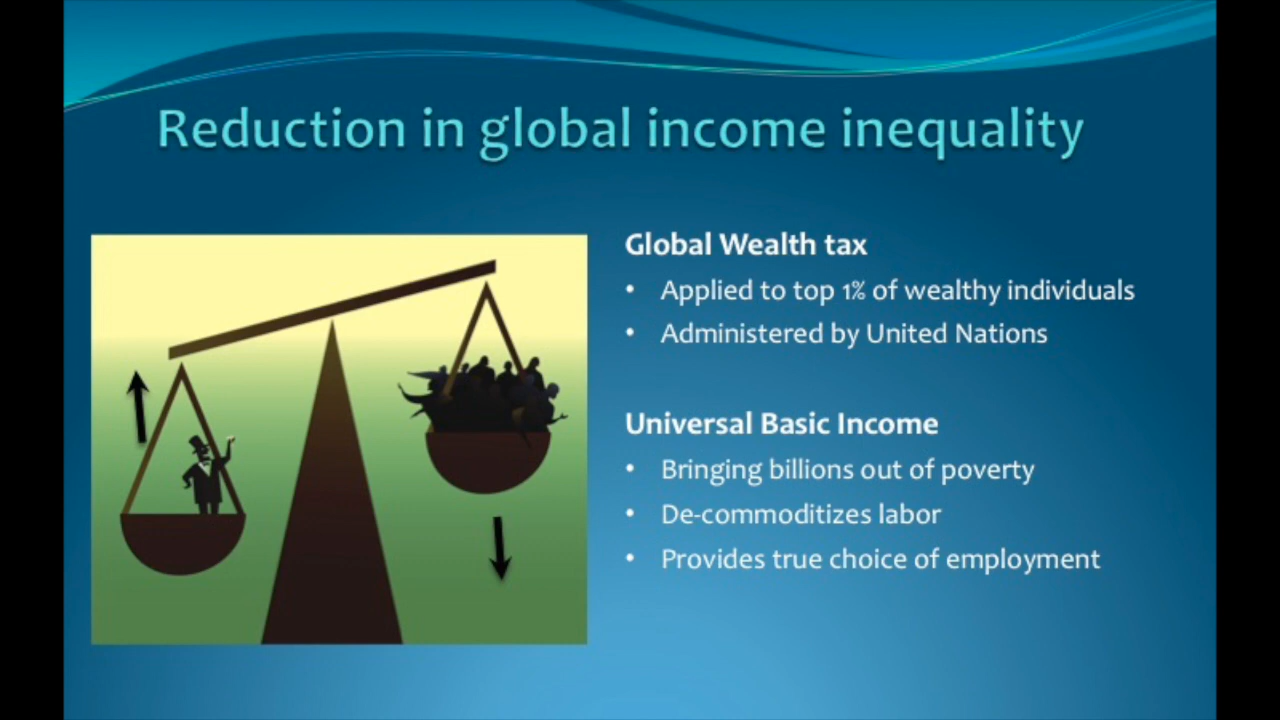 Reduction in global income inequality
Global Wealth tax
• Applied to top 1% of wealthy individuals
• Administered by United Nations
Universal Basic Income
• Bringing billions out of poverty
• De-commoditizes labor
• Provides true choice of employment